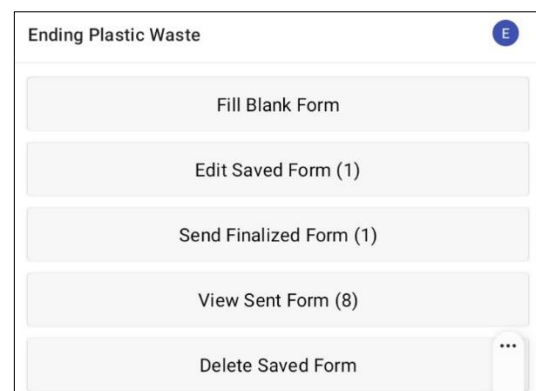 Ending Plastic Waste
E
Fill Blank Form
Edit Saved Form (1)
Send Finalized Form (1)
View Sent Form (8)
Delete Saved Form